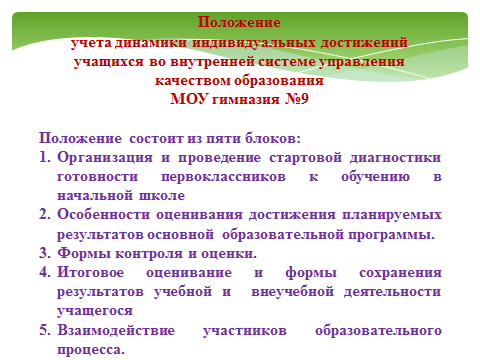 Положение
учета динамики индивидуальных достижений
учащихся во внутренней системе управления
качеством образования
МОУ гимназия №9
Положение состоит из пяти блоков:
1. Организация и проведение стартовой диагностики
готовности первоклассников к обучению в
начальной школе
2. Особенности оценивания достижения планируемых
результатов основной образовательной программы.
3. Формы контроля и оценки.
4. Итоговое оценивание и формы сохранения
результатов учебной и внеучебной деятельности
учащегося
5. Взаимодействие участников образовательного
процесса.